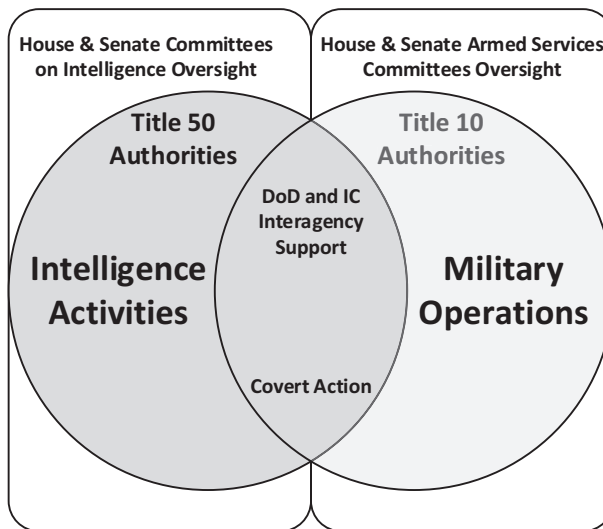 House & Senate Committees
on Intelligence Oversight
House & Senate Armed Services
Committees Oversight
Title 50
Authorities
Title 10
Authorities
DoD and IC
Interagency
Support
Intelligence
Activities
Military
Operations
Covert Action